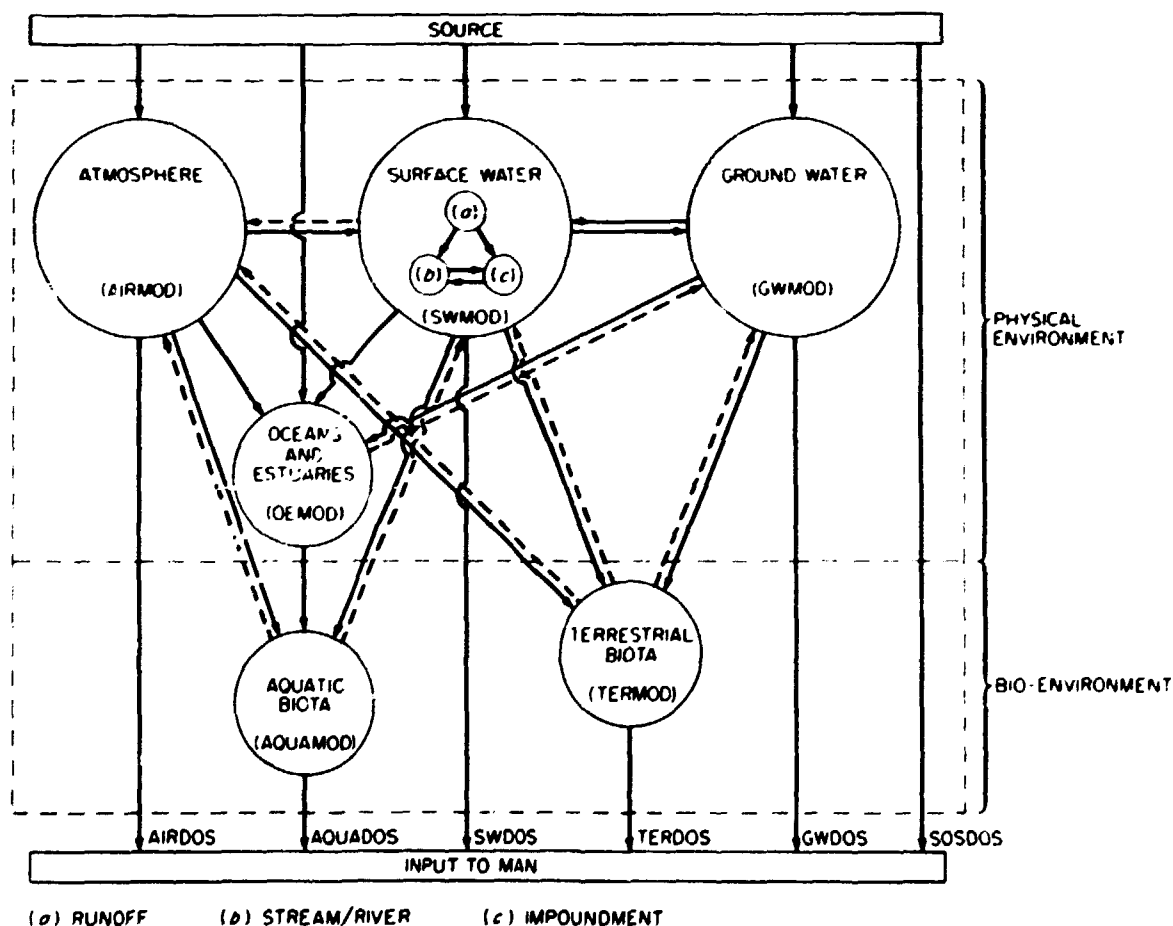 SOURCE
ATMOSPHERE
(AIRMOD)
SURFACE WATER
(a)
(b)
(c)
(SWMOD)
GROUND WATER
(GWMOD)
PHYSICAL
ENVIRONMENT
OCEANS
AND
ESTUARIES
(OEMOD)
AQUATIC
BIOTA
(AQUAMOD)
TERRESTRIAL
BIOTA
(TERMOD)
BIO-ENVIRONMENT
AIRDOS
AQUADOS
SWDOS
TERDOS
GWDOS
SOSDOS
INPUT TO MAN
(a) RUNOFF (b) STREAM/RIVER (c) IMPOUNDMENT